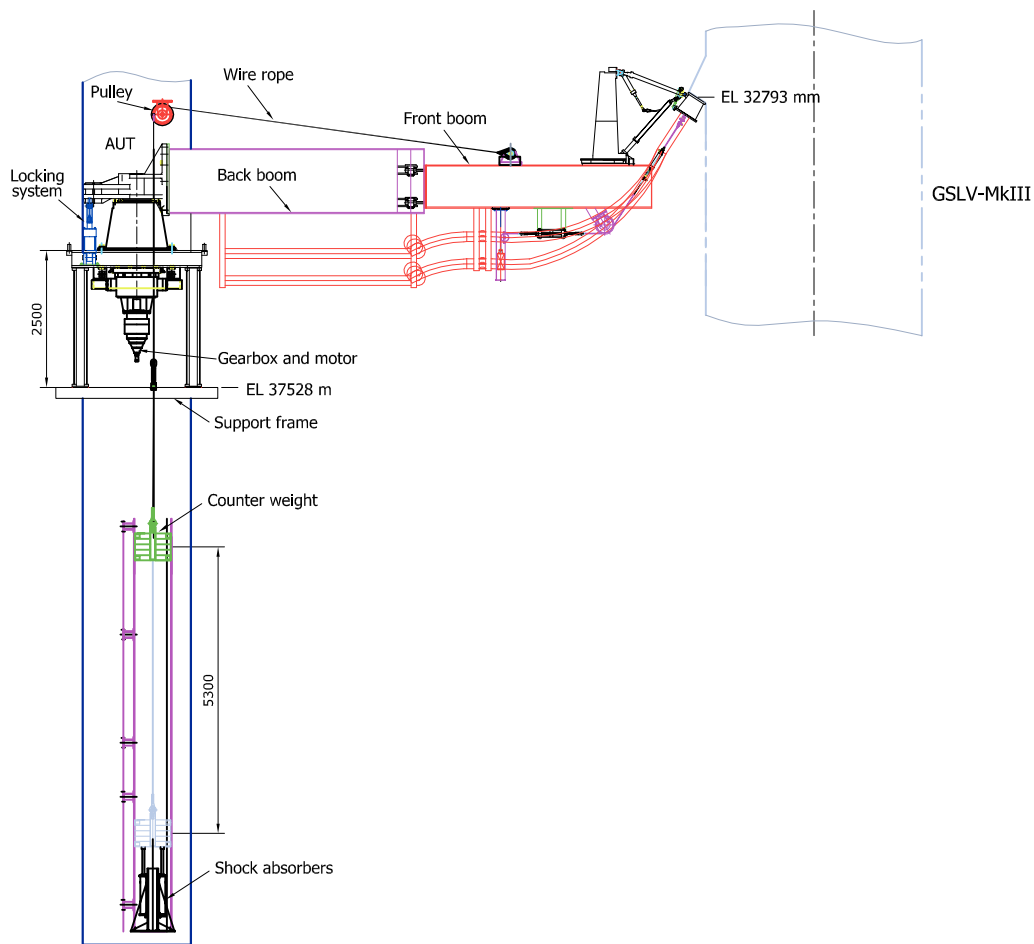 Wire rope
Pulley
EL 32793 mm
Front boom
AUT
Locking
system
Back boom
GSLV-MkIII
2500
Gearbox and motor
EL 37528 m
Support frame
Counter weight
5300
Shock absorbers